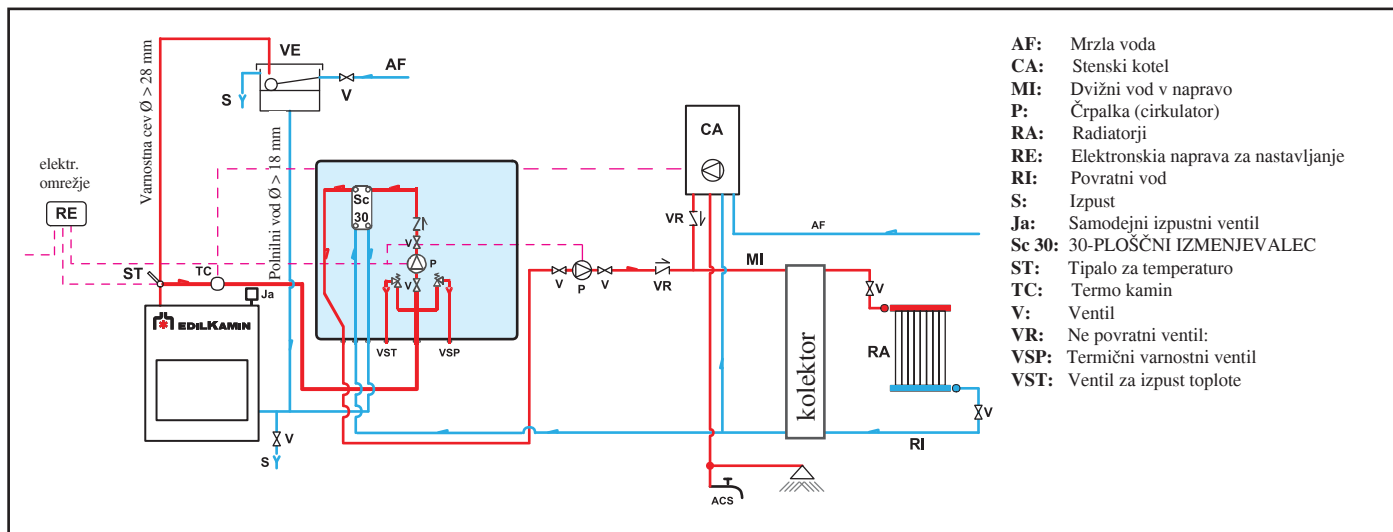 VE
AF
S
V
Varnostna cev Ø > 28 mm
Polnilni vod Ø > 18 mm
elektr.
omrežje
RE
ST
TC
Ja
EDILKAMIN
V
S
Sc
30
V
P
V
VST
VSP
CA
VR
AF
V
P
V
VR
MI
kolektor
V
RA
V
RI
ACS
AF: Mrzla voda
CA: Stenski kotel
MI: Dvižni vod v napravo
P: Črpalka (cirkulator)
RA: Radiatorji
RE: Elektronskia naprava za nastavljanje
RI: Povratni vod
S: Izpust
Ja: Samodejni izpustni ventil
Sc 30: 30-PLOŠČNI IZMENJEVALEC
ST: Tipalo za temperaturo
TC: Termo kamin
V: Ventil
VR: Ne povratni ventil:
VSP: Termični varnostni ventil
VST: Ventil za izpust toplote